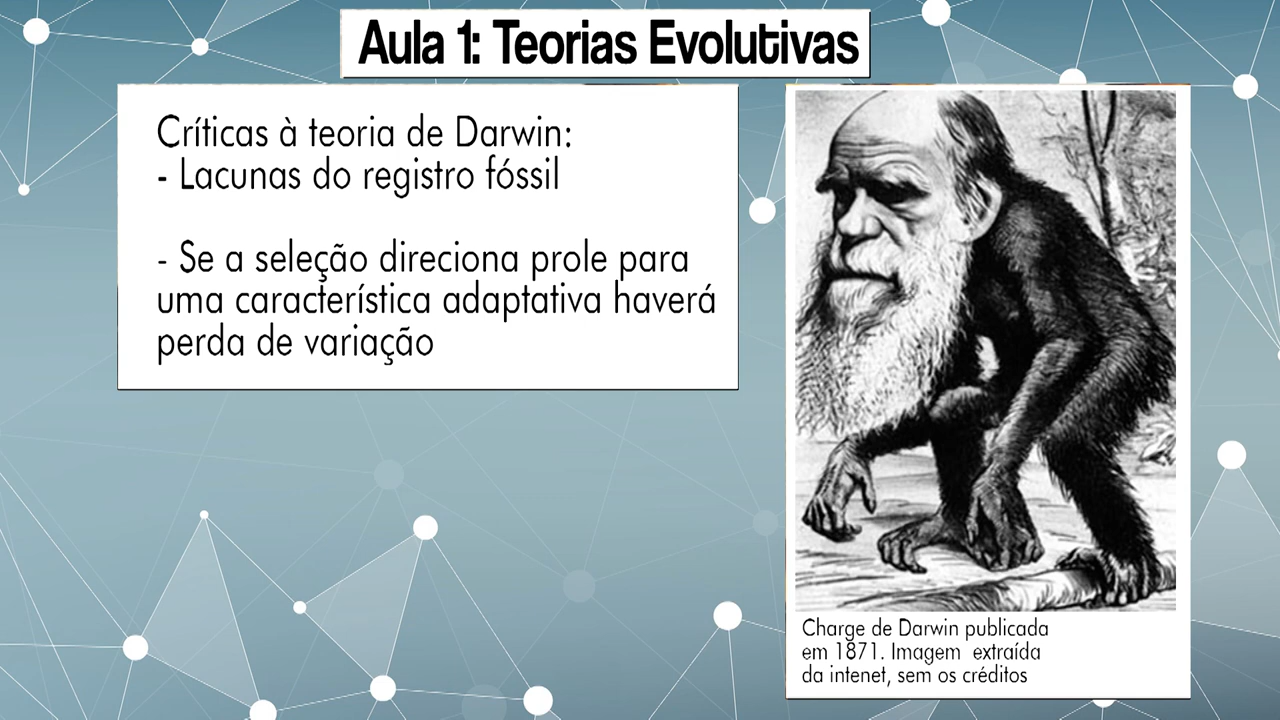 Aula 1: Teorias Evolutivas
Críticas à teoria de Darwin:
- Lacunas do registro fóssil
- Se a seleção direciona prole para
uma característica adaptativa haverá
perda de variação
Charge de Darwin publicada
em 1871. Imagem extraída
da intenet, sem os créditos